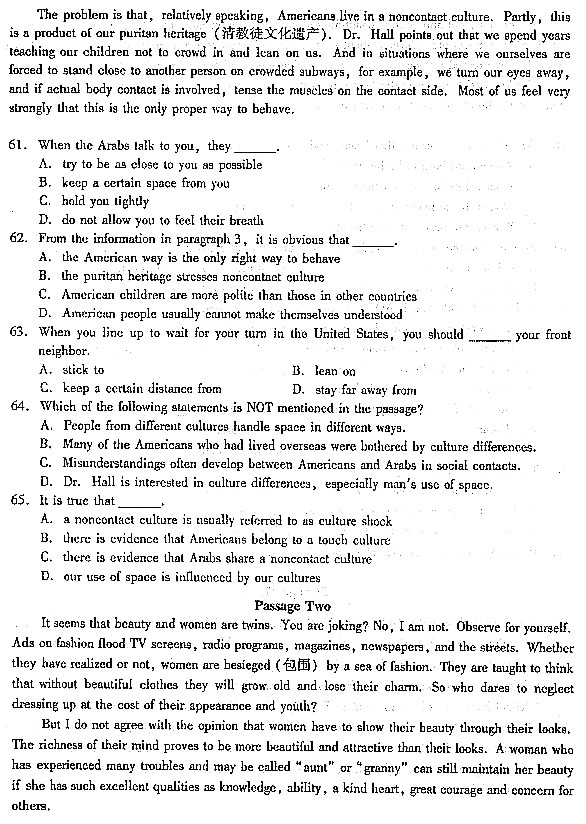 The problem is that, relatively speaking, Americans live in a noncontact culture. Partly, this
is a product of our puritan heritage (清教徒文化遗产). Dr. Hall points out that we spend years
teaching our children not to crowd in and lean on us. And in situations where we ourselves are
forced to stand close to another person on crowded subways, for example, we turn our eyes away,
and if actual body contact is involved, tense the muscles on the contact side. Most of us feel very
strongly that this is the only proper way to behave.
61. When the Arabs talk to you, they ______.
A. try to be as close to you as possible
B. keep a certain space from you
C. hold you tightly
D. do not allow you to feel their breath
62. From the information in paragraph 3, it is obvious that ______.
A. the American way is the only right way to behave
B. the puritan heritage stresses noncontact culture
C. American children are more polite than those in other countries
D. American people usually cannot make themselves understood
63. When you line up to wait for your turn in the United States, you should ______ your front
neighbor.
A. stick to B. lean on
C. keep a certain distance from D. stay far away from
64. Which of the following statements is NOT mentioned in the passage?
A. People from different cultures handle space in different ways.
B. Many of the Americans who had lived overseas were bothered by culture differences.
C. Misunderstandings often develop between Americans and Arabs in social contacts.
D. Dr. Hall is interested in culture differences, especially man's use of space.
65. It is true that ______.
A. a noncontact culture is usually referred to as culture shock
B. there is evidence that Americans belong to a touch culture
C. there is evidence that Arabs share a noncontact culture
D. our use of space is influenced by our cultures
Passage Two
It seems that beauty and women are twins. You are joking? No, I am not. Observe for yourself.
Ads on fashion flood TV screens, radio programs, magazines, newspapers, and the streets. Whether
they have realized or not, women are besieged (包围) by a sea of fashion. They are taught to think
that without beautiful clothes they will grow old and lose their charm. So who dares to neglect
dressing up at the cost of their appearance and youth?
But I do not agree with the opinion that women have to show their beauty through their looks.
The richness of their mind proves to be more beautiful and attractive than their looks. A woman who
has experienced many troubles and may be called "aunt" or "granny" can still maintain her beauty
if she has such excellent qualities as knowledge, ability, a kind heart, great courage and concern for
others.